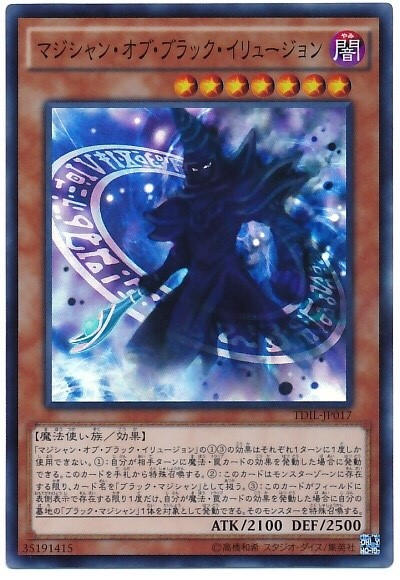 マジシャン・オブ・ブラック・イリュージョン
闇
やみ
TDIL-JP017
【魔法使い族／効果】
「マジシャン・オブ・ブラック・イリュージョン」の①③の効果はそれぞれ1ターンに1度しか
使用できない。①：自分が相手ターンに魔法・罠カードの効果を発動した場合に発動
できる。このカードを手札から特殊召喚する。②：このカードはモンスターゾーンに存在
する限り、カード名を「ブラック・マジシャン」として扱う。③：このカードがフィールドに
表側表示で存在する限り1度だけ、自分が魔法・罠カードの効果を発動した場合に自分の
墓地の「ブラック・マジシャン」1体を対象として発動できる。そのモンスターを特殊召喚する。
ATK/2100 DEF/2500
35191415
©高橋和希 スタジオ・ダイス/集英社